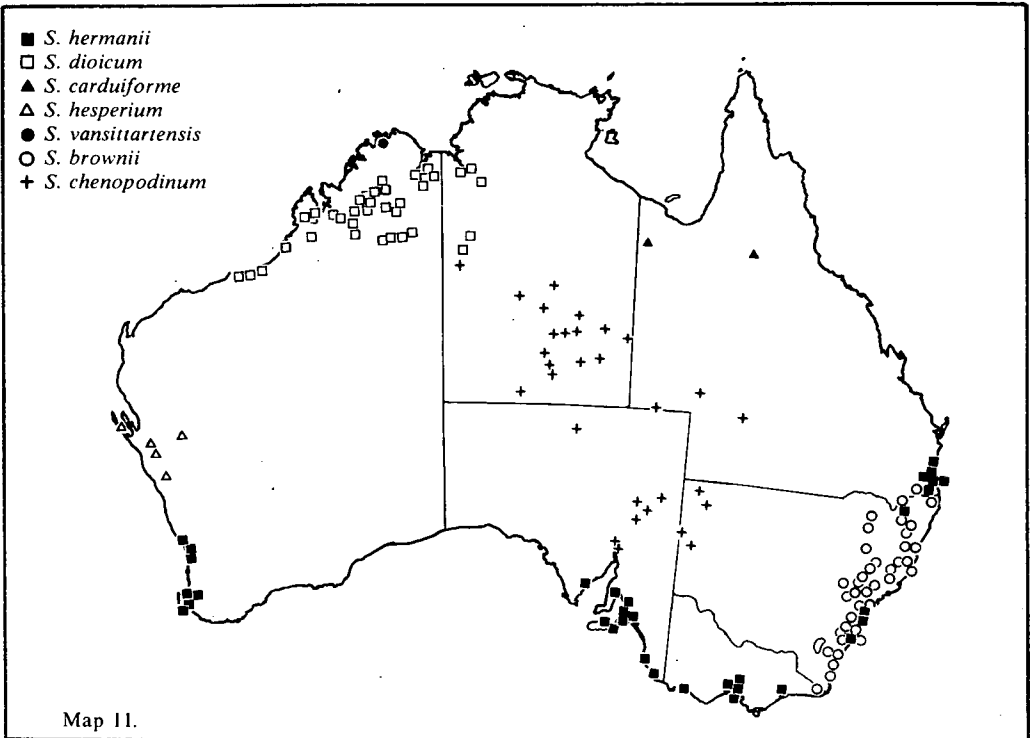 S. hermanii
S. dioicum
S. carduiforme
S. hesperium
S. vansittartensis
S. brownii
S. chenopodinum
Map 11.